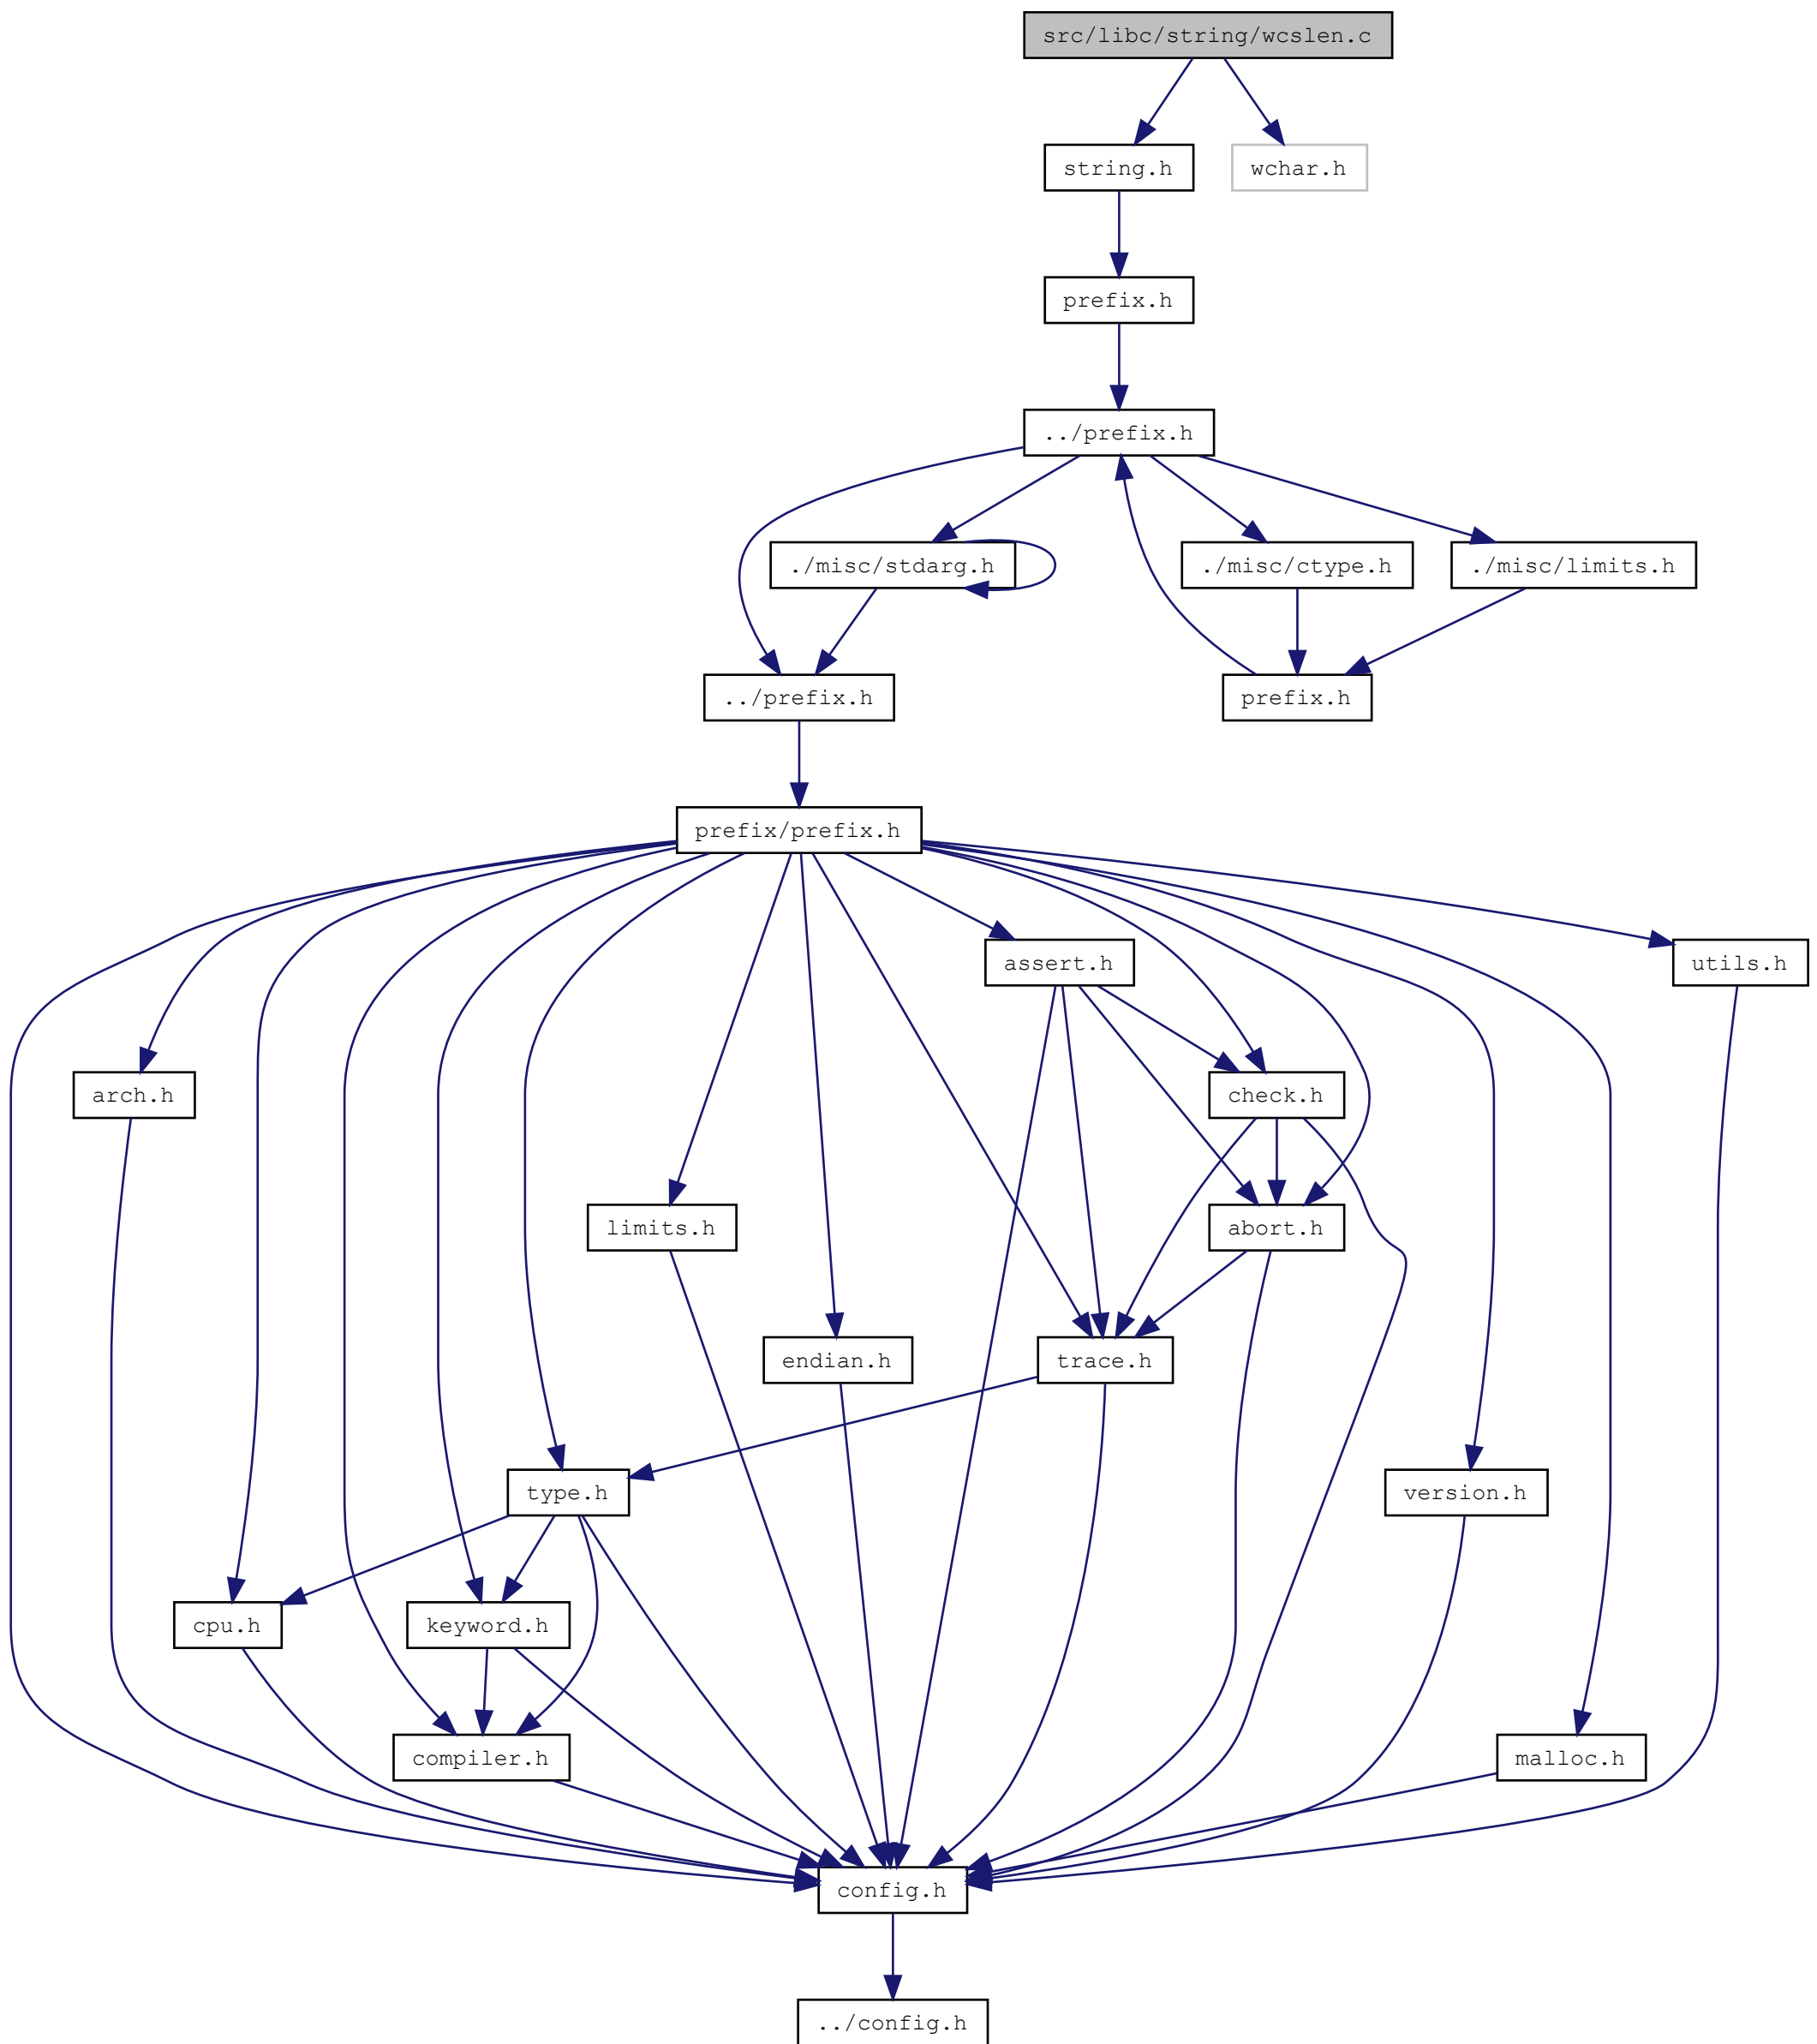 src/libc/string/wcslen.c
string.h
wchar.h
prefix.h
../prefix.h
./misc/stdarg.h
./misc/ctype.h
./misc/limits.h
../prefix.h
prefix.h
prefix/prefix.h
assert.h
utils.h
arch.h
check.h
limits.h
abort.h
endian.h
trace.h
type.h
version.h
cpu.h
keyword.h
compiler.h
malloc.h
config.h
../config.h